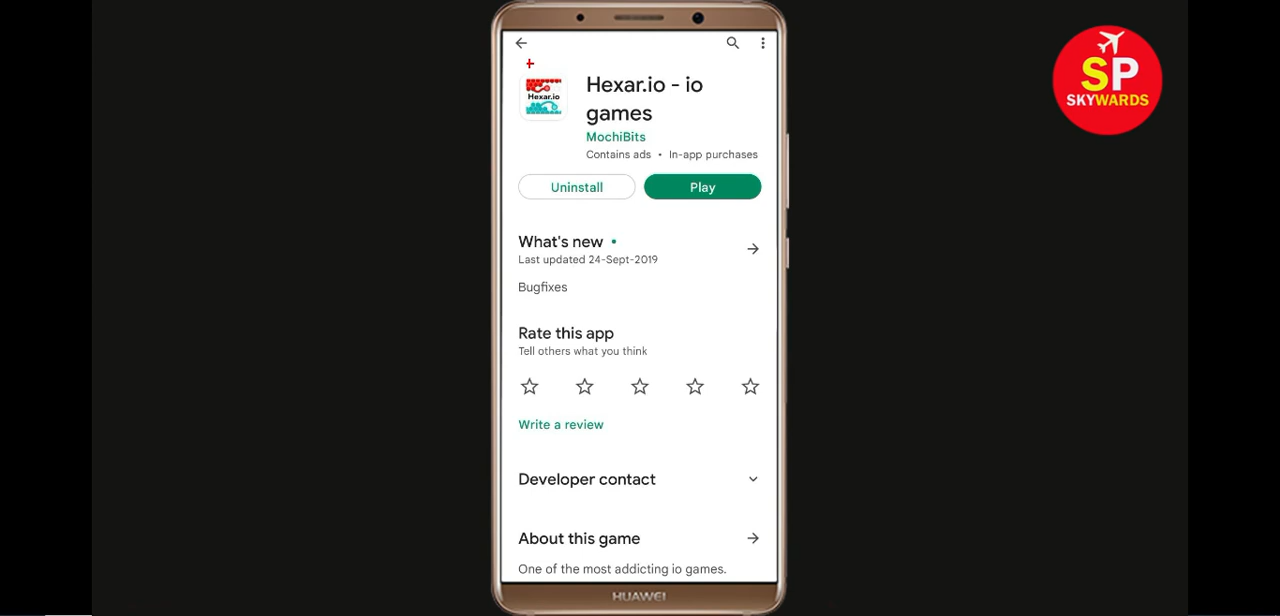 Hexar.io - io
games
MochiBits
Contains ads • In-app purchases
Hexar.io
Uninstall
Play
What's new •
Last updated 24-Sept-2019
Bugfixes
Rate this app
Tell others what you think
Write a review
Developer contact
About this game
One of the most addicting io games.
HUAWEI
SP
SKYWARDS